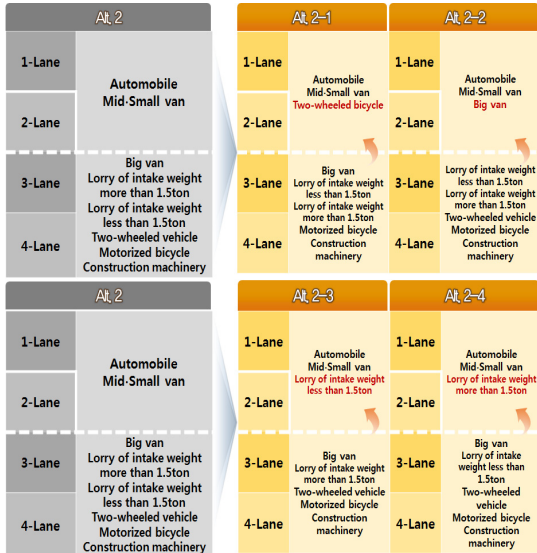 Alt. 2
1-Lane
2-Lane
3-Lane
4-Lane
Automobile
Mid·Small van
Big van
Lorry of intake weight
more than 1.5ton
Lorry of intake weight
less than 1.5ton
Two-wheeled vehicle
Motorized bicycle
Construction machinery
Alt. 2-1
1-Lane
2-Lane
3-Lane
4-Lane
Automobile
Mid·Small van
Two-wheeled bicycle
Big van
Lorry of intake weight
less than 1.5ton
Lorry of intake weight
more than 1.5ton
Motorized bicycle
Construction
machinery
Alt. 2-2
1-Lane
2-Lane
3-Lane
4-Lane
Automobile
Mid·Small van
Big van
Lorry of intake weight
less than 1.5ton
Lorry of intake weight
more than 1.5ton
Two-wheeled vehicle
Motorized bicycle
Construction
machinery
Alt. 2
1-Lane
2-Lane
3-Lane
4-Lane
Automobile
Mid·Small van
Big van
Lorry of intake weight
more than 1.5ton
Lorry of intake weight
less than 1.5ton
Two-wheeled vehicle
Motorized bicycle
Construction machinery
Alt. 2-3
1-Lane
2-Lane
3-Lane
4-Lane
Automobile
Mid·Small van
Lorry of intake weight
less than 1.5ton
Big van
Lorry of intake weight
more than 1.5ton
Two-wheeled vehicle
Motorized bicycle
Construction
machinery
Alt. 2-4
1-Lane
2-Lane
3-Lane
4-Lane
Automobile
Mid·Small van
Lorry of intake weight
more than 1.5ton
Big van
Lorry of intake
weight less than
1.5ton
Two-wheeled
vehicle
Motorized bicycle
Construction
machinery